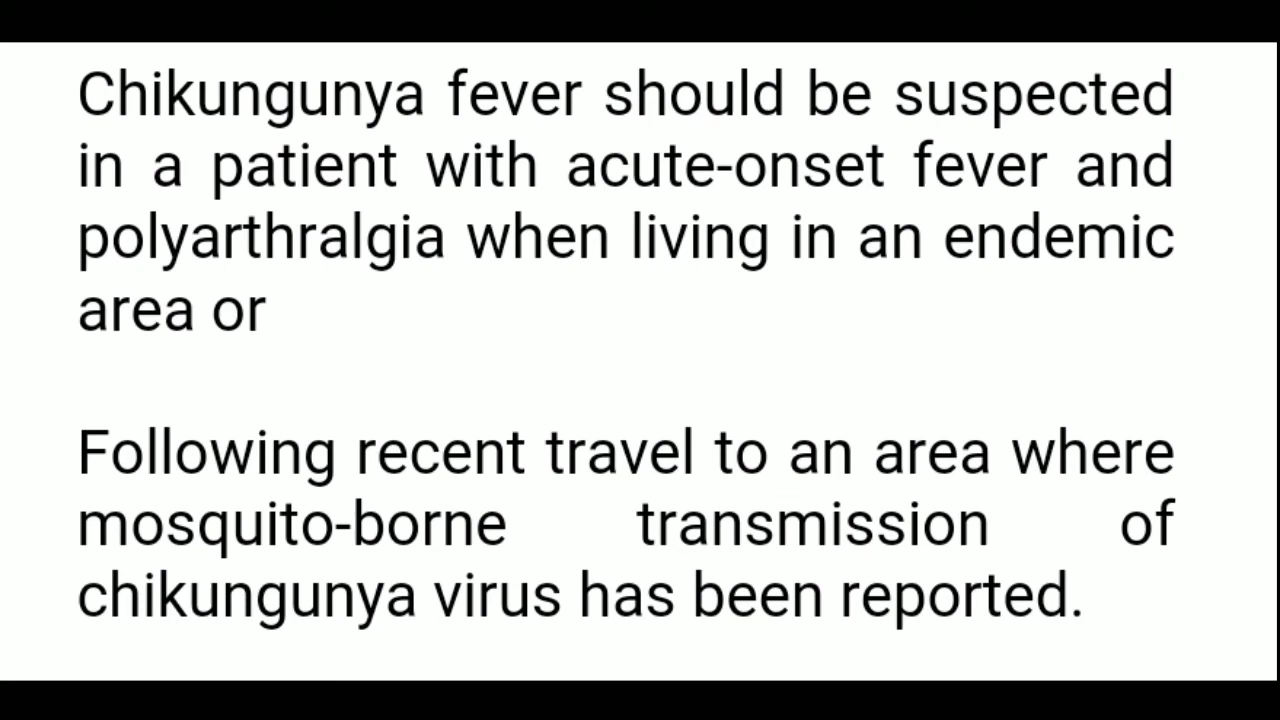 Chikungunya fever should be suspected
in a patient with acute-onset fever and
polyarthralgia when living in an endemic
area or
Following recent travel to an area where
mosquito-borne transmission of
chikungunya virus has been reported.